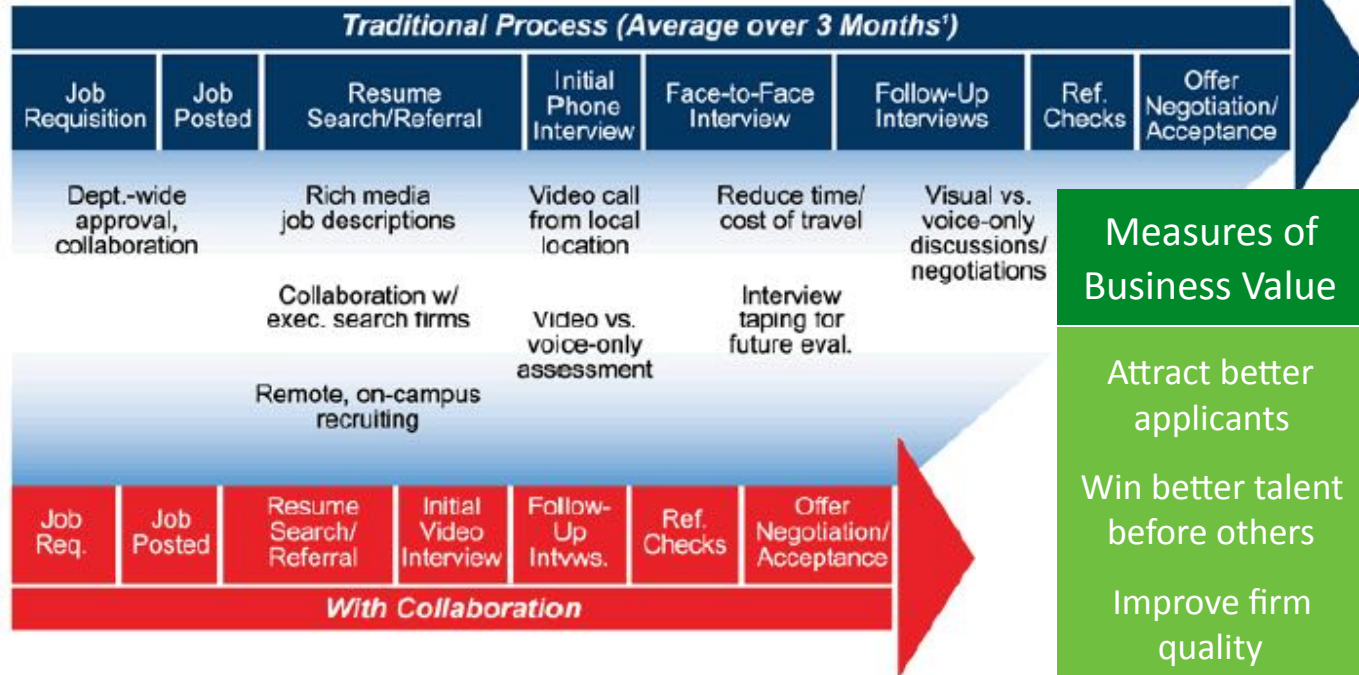 Traditional Process (Average over 3 Months¹)
Job
Requisition
Job
Posted
Resume
Search/Referral
Initial
Phone
Interview
Face-to-Face
Interview
Follow-Up
Interviews
Ref.
Checks
Offer
Negotiation/
Acceptance
Dept.-wide
approval,
collaboration
Rich media
job descriptions
Collaboration w/
exec. search firms
Remote, on-campus
recruiting
Video call
from local
location
Video vs.
voice-only
assessment
Reduce time/
cost of travel
Interview
taping for
future eval.
Visual vs.
voice-only
discussions/
negotiations
Measures of
Business Value
Attract better
applicants
Win better talent
before others
Improve firm
quality
Job
Req.
Job
Posted
Resume
Search/
Referral
Initial
Video
Interview
Follow-
Up
Intvws.
Ref.
Checks
Offer
Negotiation/
Acceptance
With Collaboration